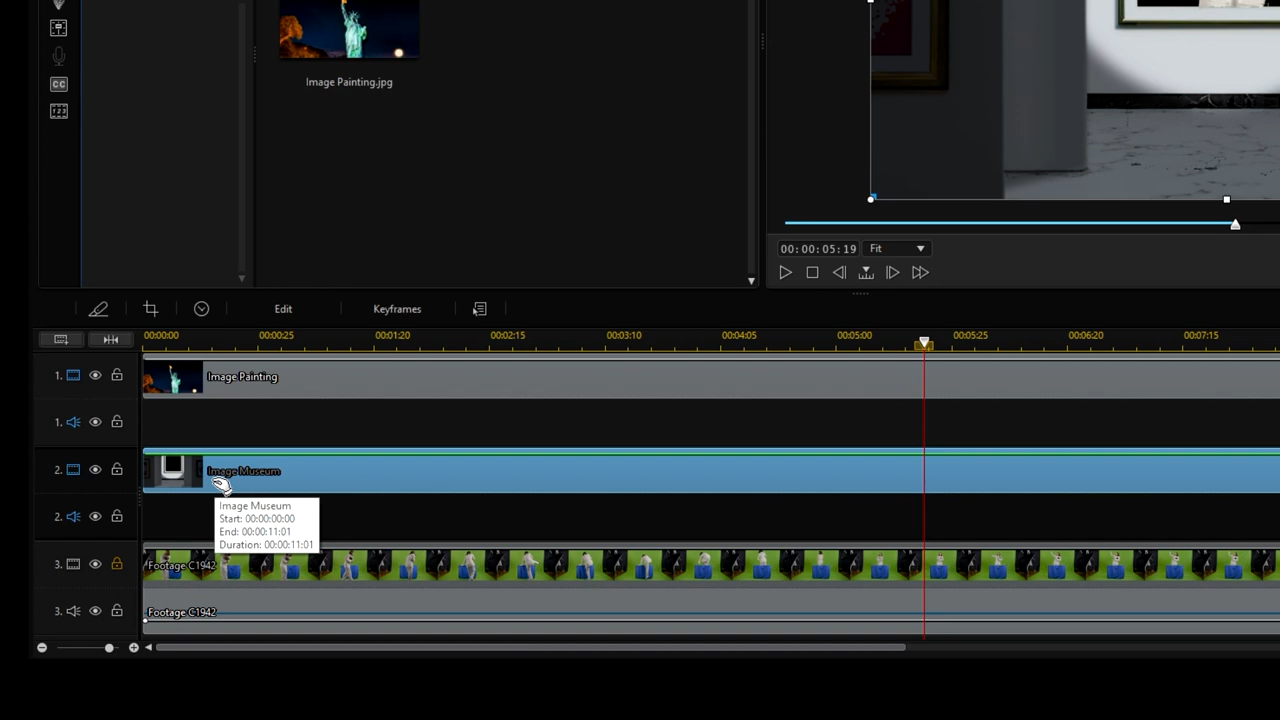 CC
123
Image Painting.jpg
00:00:05:19
Fit
Edit
Keyframes
00:00:00
00:00:25
00:01:20
00:02:15
00:03:10
00:04:05
00:05:00
00:05:25
00:06:20
00:07:15
1.
Image Painting
1.
2.
Image Museum
Image Museum
Start: 00:00:00:00
End: 00:00:11:01
Duration: 00:00:11:01
2.
3.
Footage C1942
3.
Footage C1942